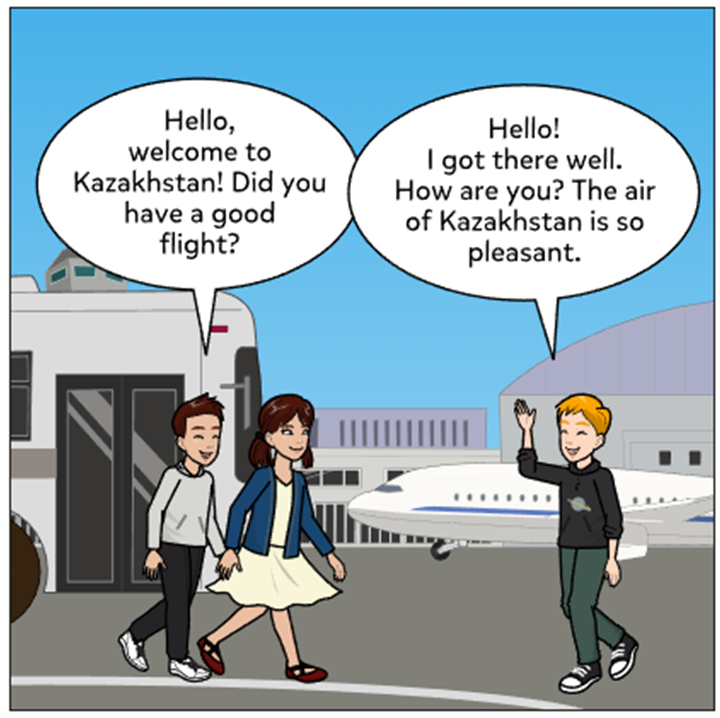 Hello,
welcome to
Kazakhstan! Did you
have a good
flight?
Hello!
I got there well.
How are you? The air
of Kazakhstan is so
pleasant.